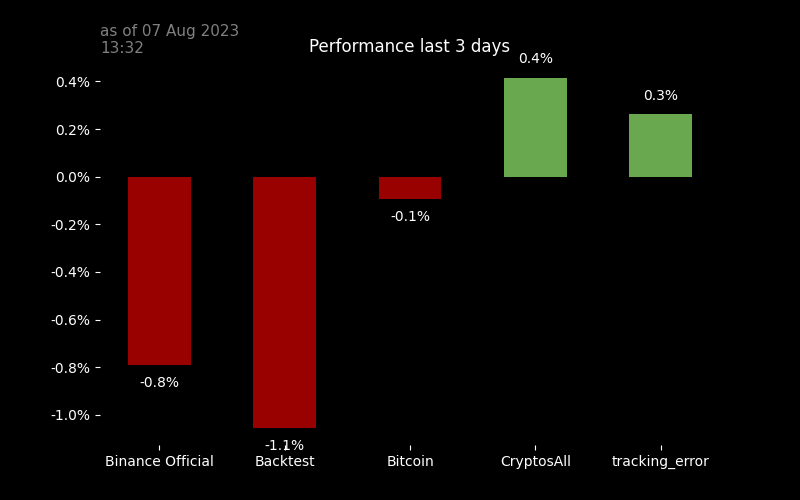 as of 07 Aug 2023
13:32
Performance last 3 days
0.4%
0.2%
0.0%
-0.2%
-0.4%
-0.6%
-0.8%
-1.0%
-0.8%
-1.1%
-0.1%
0.4%
0.3%
Binance Official
Backtest
Bitcoin
CryptosAll
tracking_error